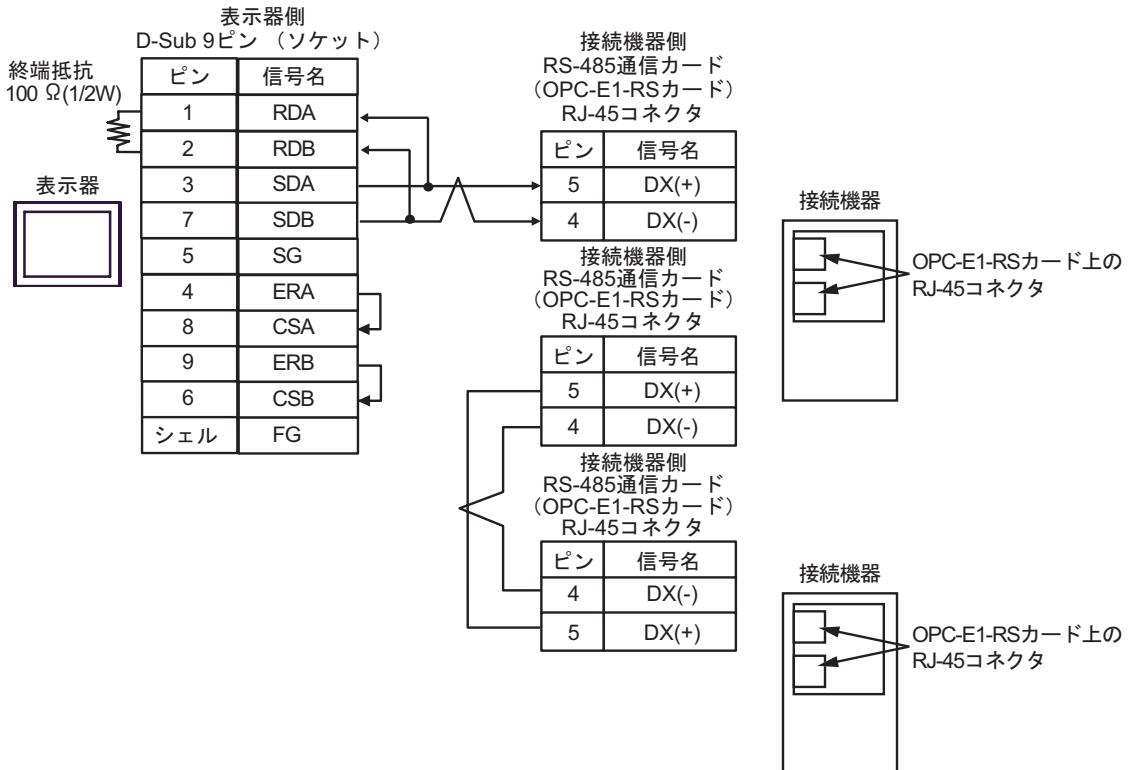 表示器側
D-Sub 9ピン （ソケット）
終端抵抗
100 Ω(1/2W)
ピン 信号名
1 RDA
2 RDB
3 SDA
7 SDB
5 SG
4 ERA
8 CSA
9 ERB
6 CSB
シェル FG
表示器
接続機器側
RS-485通信カード
（OPC-E1-RSカード）
RJ-45コネクタ
ピン 信号名
5 DX(+)
4 DX(-)
接続機器側
RS-485通信カード
（OPC-E1-RSカード）
RJ-45コネクタ
ピン 信号名
5 DX(+)
4 DX(-)
接続機器側
RS-485通信カード
（OPC-E1-RSカード）
RJ-45コネクタ
ピン 信号名
4 DX(-)
5 DX(+)
接続機器
OPC-E1-RSカード上の
RJ-45コネクタ
接続機器
OPC-E1-RSカード上の
RJ-45コネクタ